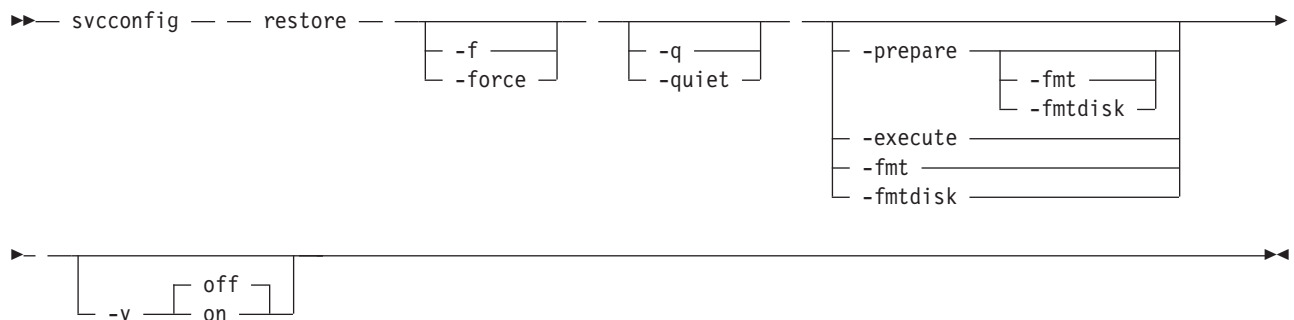 svcconfig restore
-f
-force
-q
-quiet
-prepare
-fmt
-fmtdisk
-execute
-fmt
-fmtdisk
off
-v on